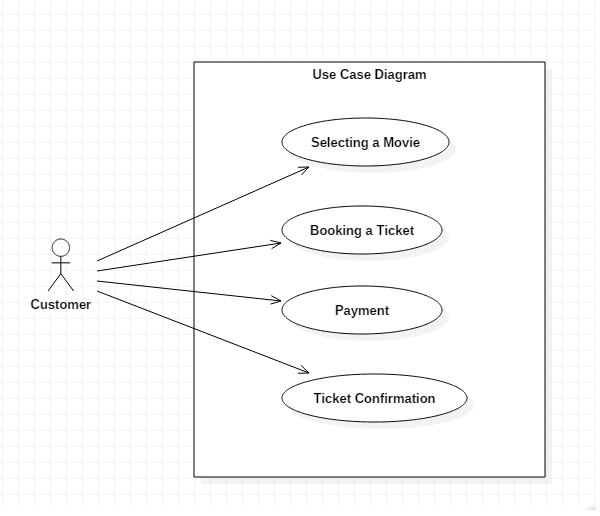 Use Case Diagram
Selecting a Movie
Booking a Ticket
Customer
Payment
Ticket Confirmation